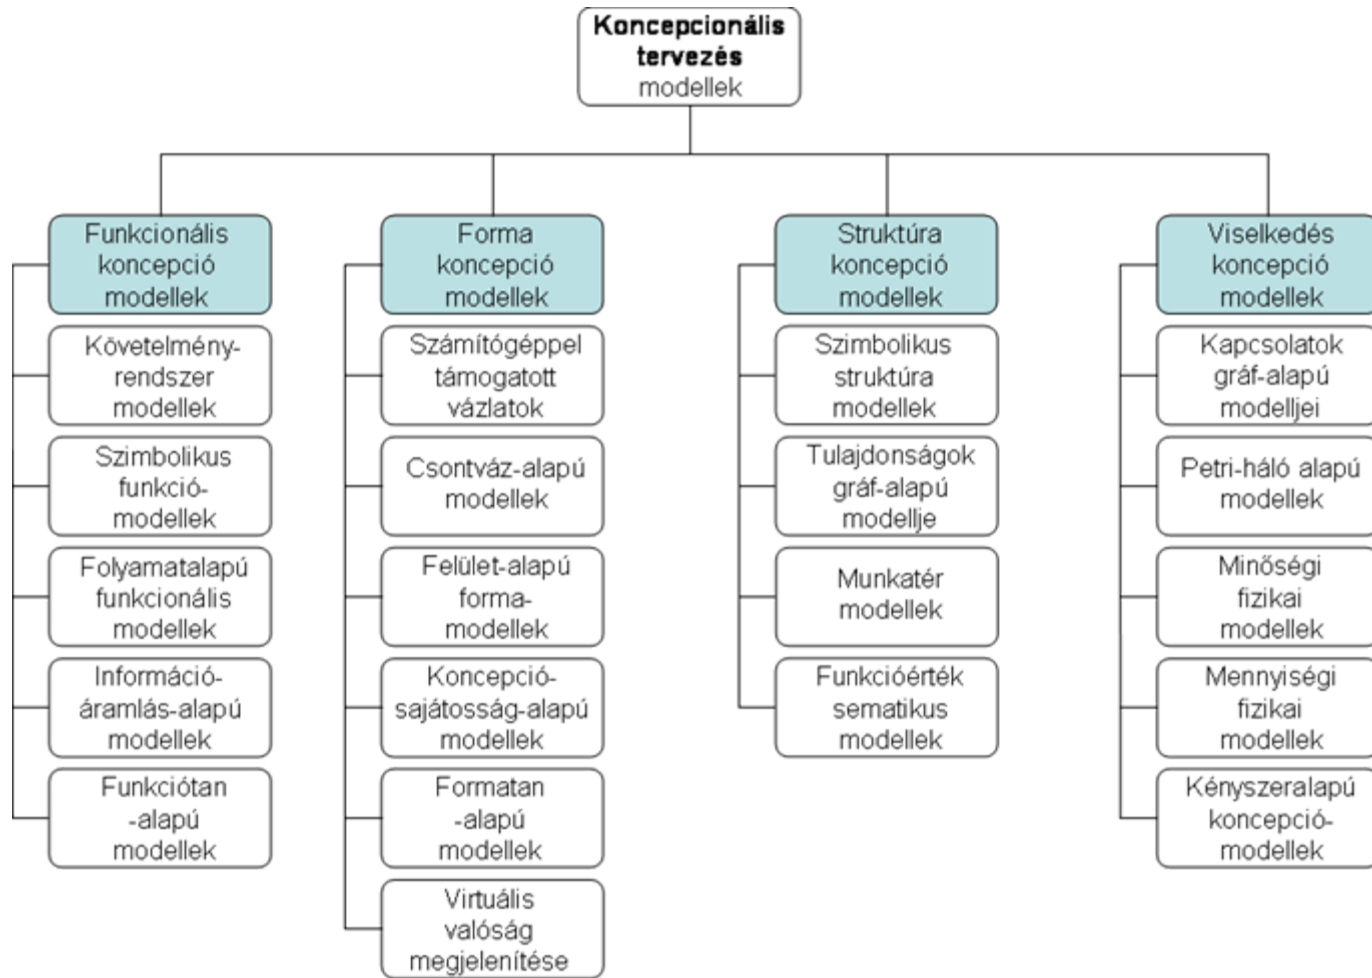 Koncepcionális
tervezés
modellek
Funkcionális
koncepció
modellek
Követelmény-
rendszer
modellek
Szimbolikus
funkció-
modellek
Folyamatalapú
funkcionális
modellek
Információ-
áramlás-alapú
modellek
Funkciótan
-alapú
modellek
Forma
koncepció
modellek
Számítógéppel
támogatott
vázlatok
Csontváz-alapú
modellek
Felület-alapú
forma-
modellek
Koncepció-
sajátosság-alapú
modellek
Formatan
-alapú
modellek
Virtuális
valóság
megjelenítése
Struktúra
koncepció
modellek
Szimbolikus
struktúra
modellek
Tulajdonságok
gráf-alapú
modellje
Munkatér
modellek
Funkcióérték
sematikus
modellek
Viselkedés
koncepció
modellek
Kapcsolatok
gráf-alapú
modelljei
Petri-háló alapú
modellek
Minőségi
fizikai
modellek
Mennyiségi
fizikai
modellek
Kényszeralapú
koncepció-
modellek